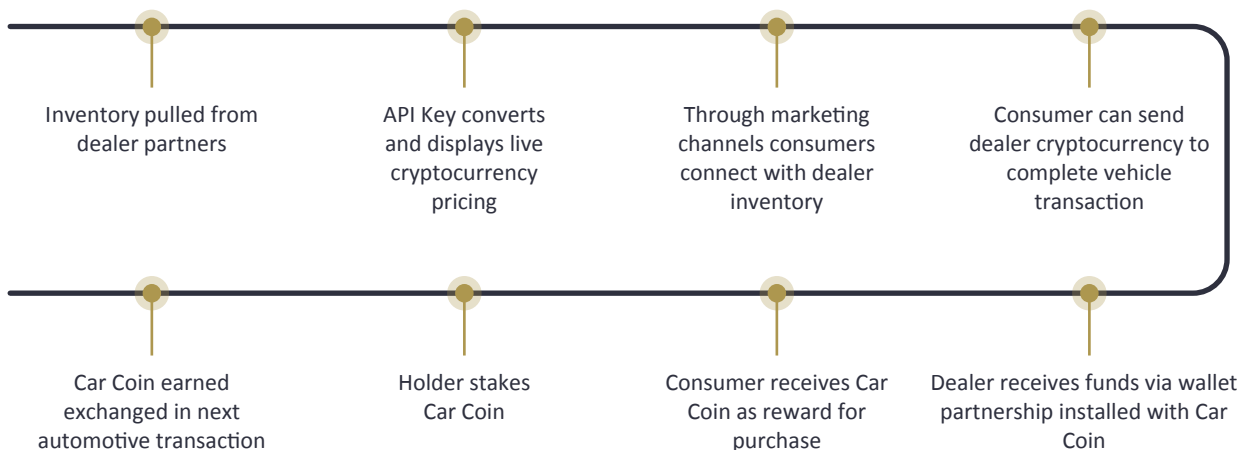 Inventory pulled from
dealer partners
API Key converts
and displays live
cryptocurrency
pricing
Through marketing
channels consumers
connect with dealer
inventory
Consumer can send
dealer cryptocurrency to
complete vehicle
transaction
Car Coin earned
exchanged in next
automotive transaction
Holder stakes
Car Coin
Consumer receives Car
Coin as reward for
purchase
Dealer receives funds via wallet
partnership installed with Car
Coin